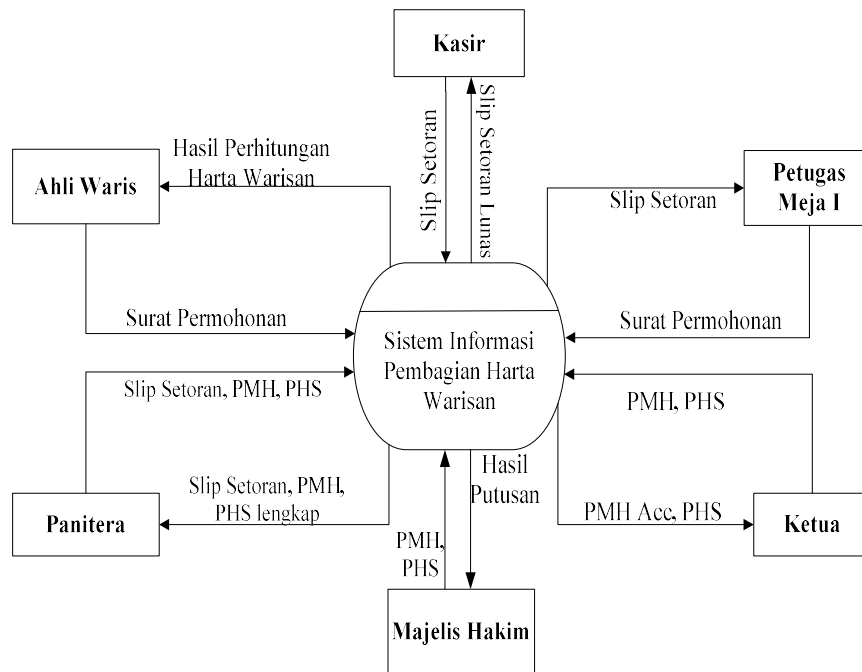 Kasir
Slip Setoran
Slip Setoran Lunas
Hasil Perhitungan
Harta Warisan
Ahli Waris
Petugas
Meja I
Slip Setoran
Surat Permohonan
Surat Permohonan
Sistem Informasi
Pembagian Harta
Warisan
Slip Setoran, PMH, PHS
PMH, PHS
Hasil
Putusan
Slip Setoran, PMH,
PHS lengkap
Panitera
PMH Acc, PHS
Ketua
PMH,
PHS
Majelis Hakim